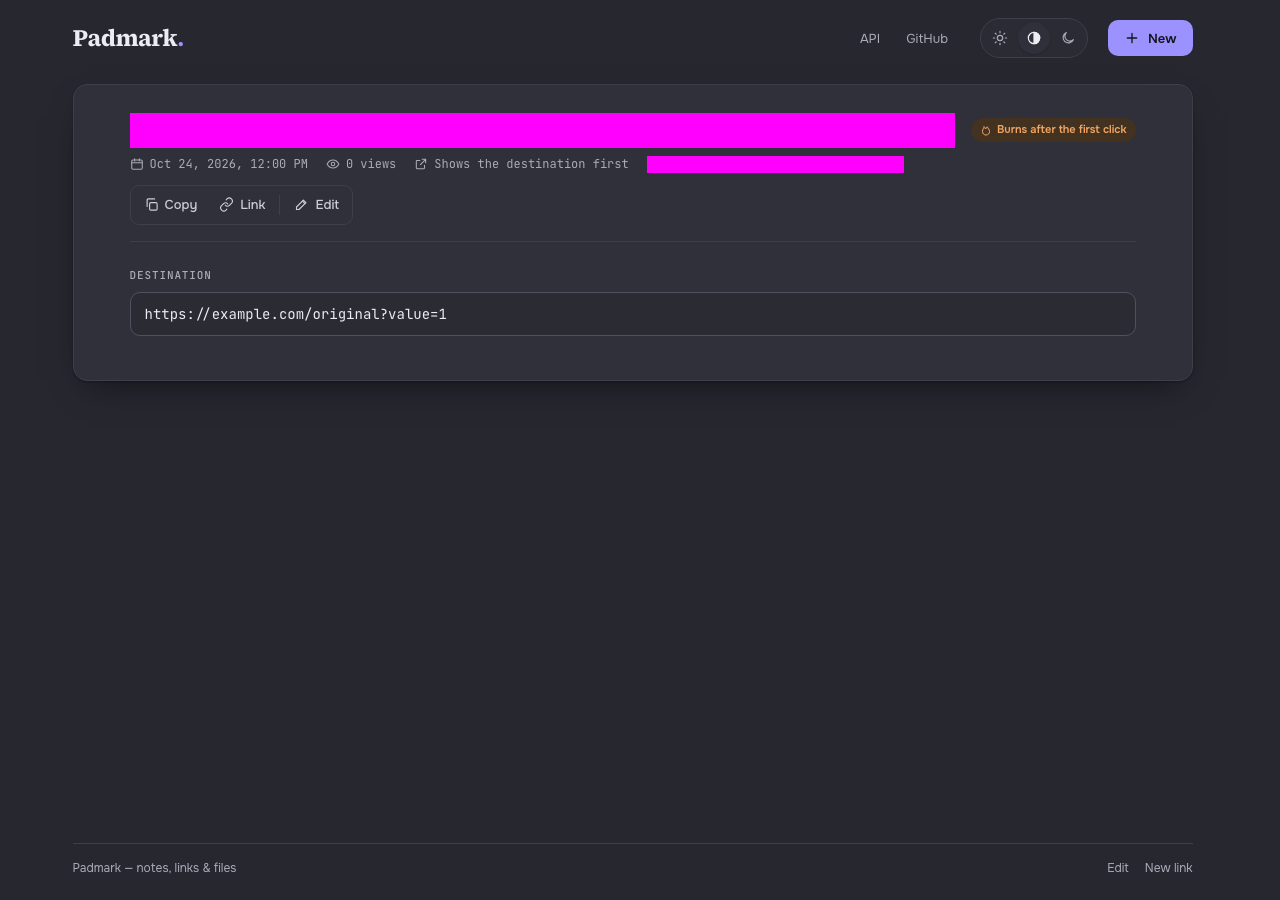 Padmark.
API GitHub New
Burns after the first click
Oct 24, 2026, 12:00 PM 0 views Shows the destination first
Copy Link Edit
DESTINATION
https://example.com/original?value=1
Padmark — notes, links & files Edit New link